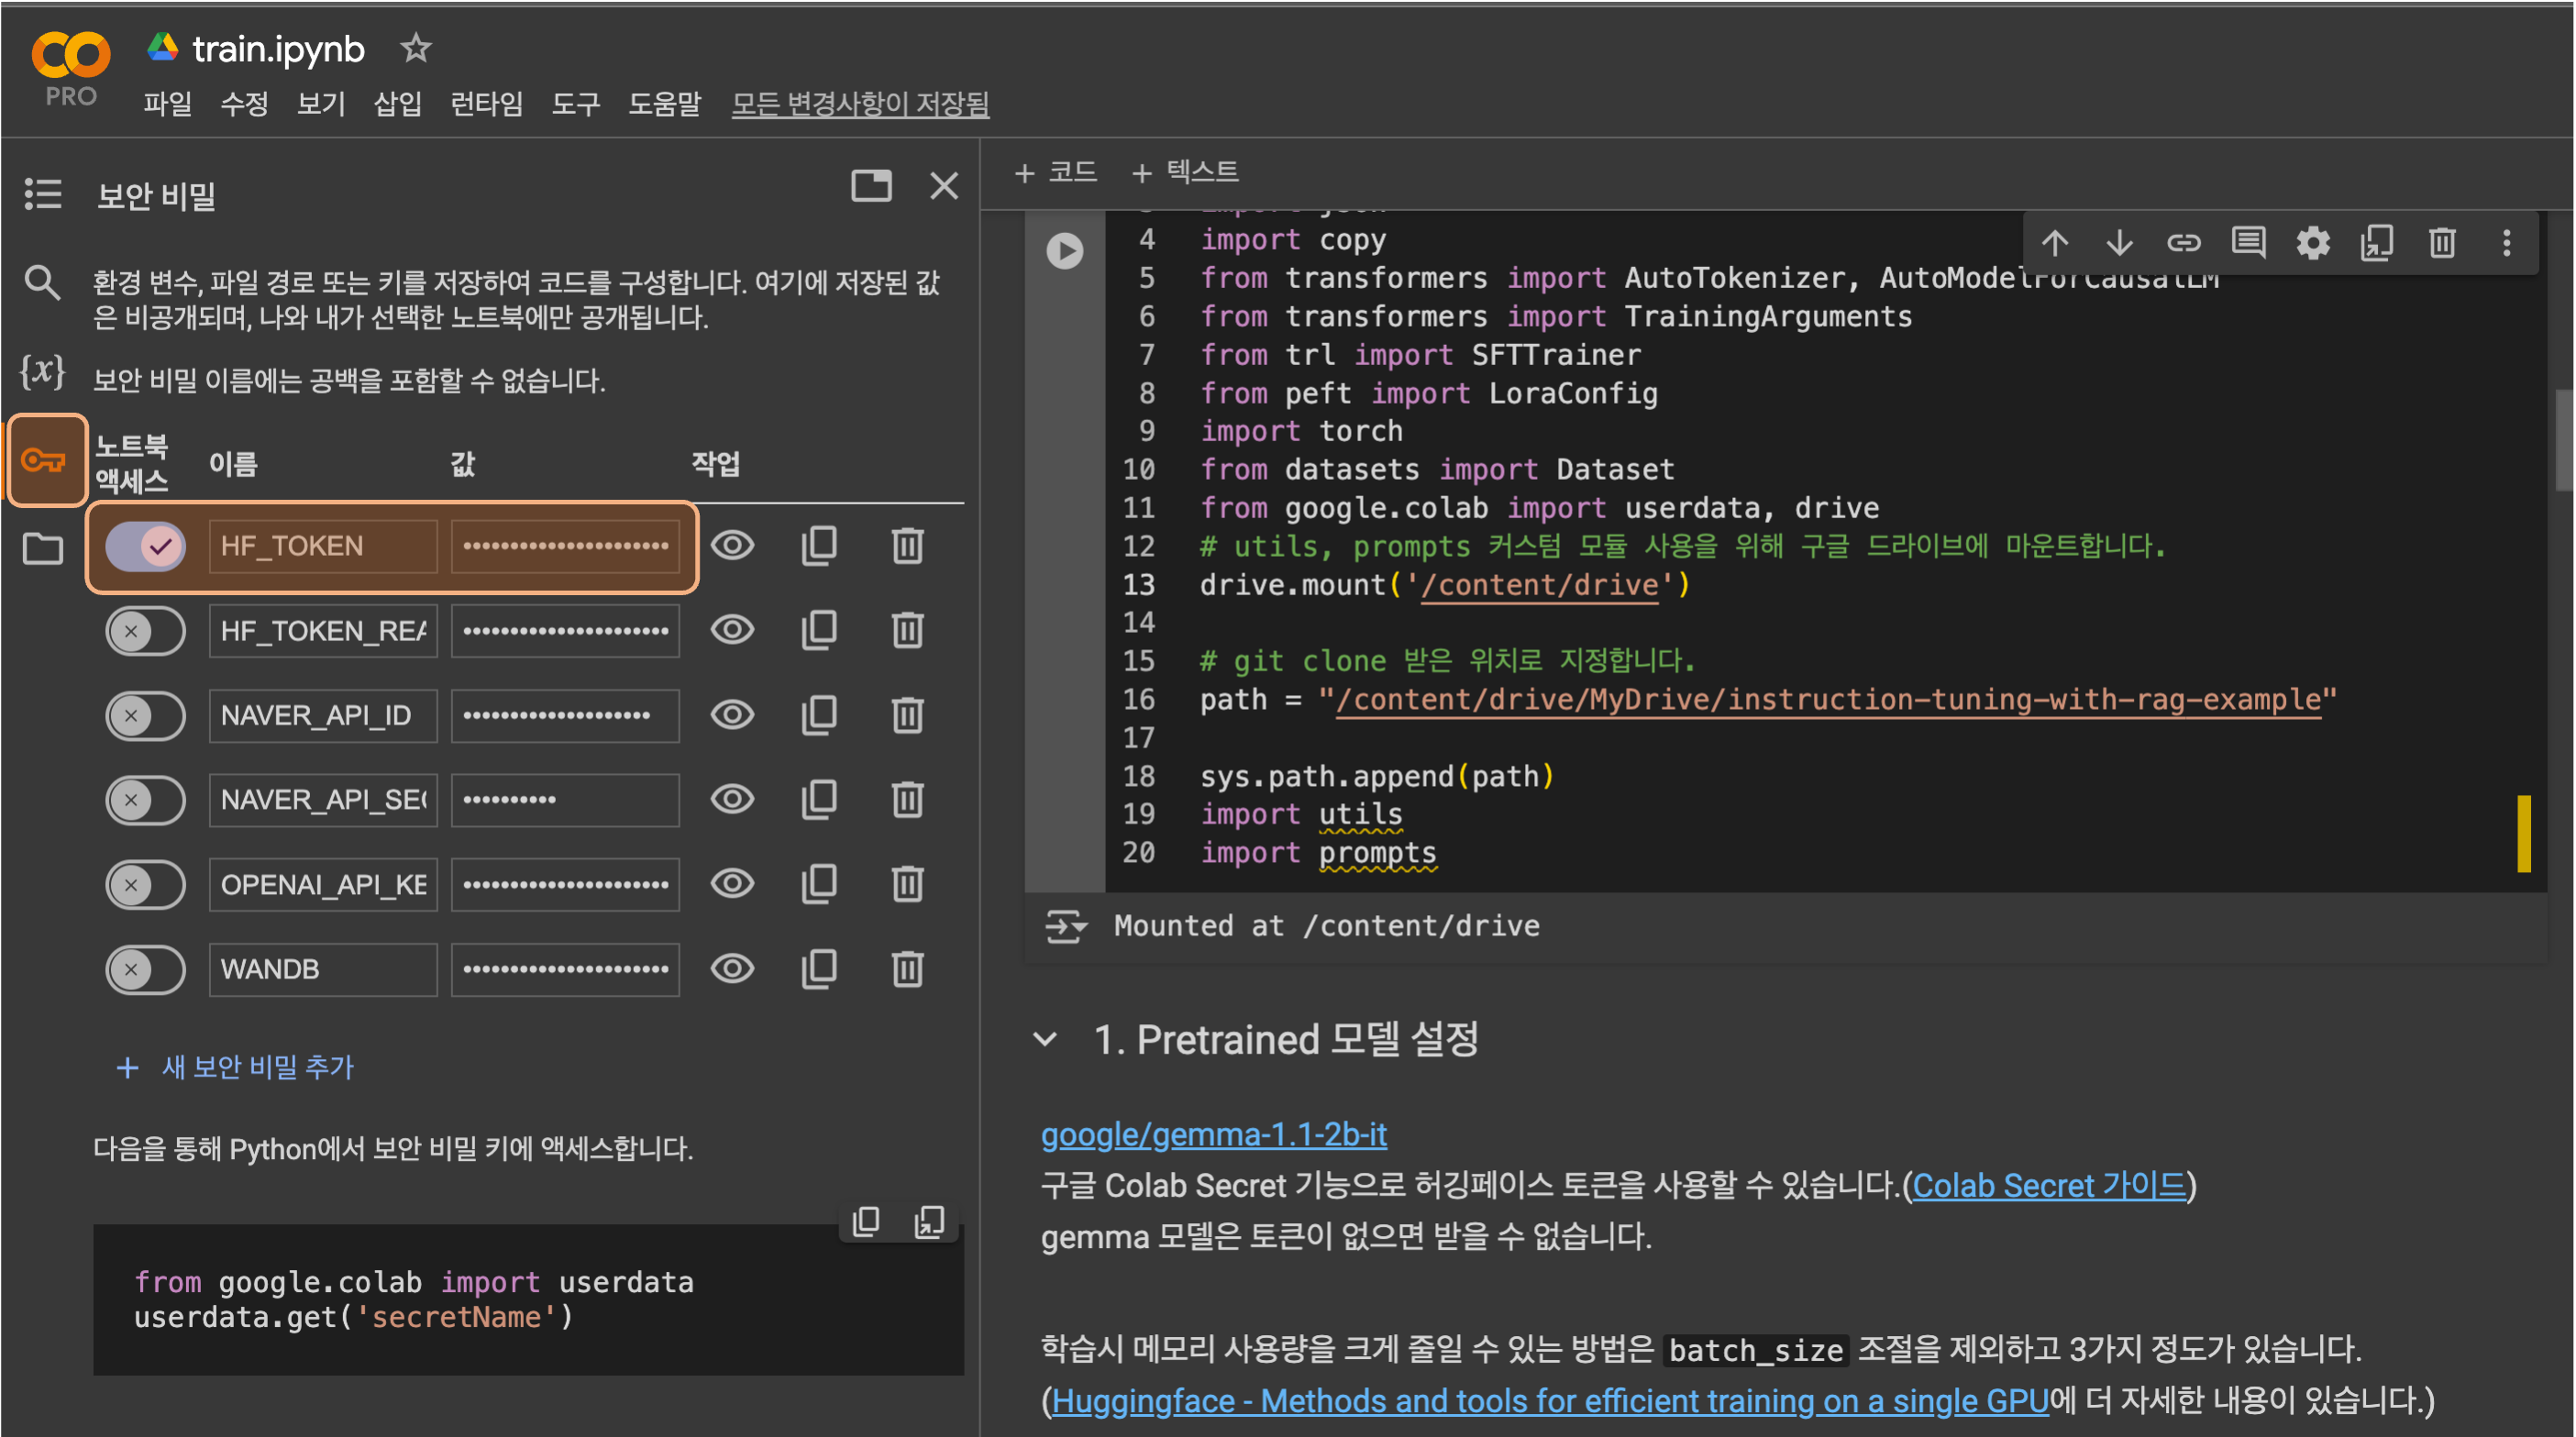 train.ipynb
PRO
파일 수정 보기 삽입 런타임 도구 도움말 모든 변경사항이 저장됨
보안 비밀
환경 변수, 파일 경로 또는 키를 저장하여 코드를 구성합니다. 여기에 저장된 값
은 비공개되며, 나와 내가 선택한 노트북에만 공개됩니다.
{x}
보안 비밀 이름에는 공백을 포함할 수 없습니다.
노트북
액세스 이름 값 작업
HF_TOKEN ••••••••••••••••••••••
HF_TOKEN_REA ••••••••••••••••••••••
NAVER_API_ID ••••••••••••••••••••
NAVER_API_SEC ••••••••••
OPENAI_API_KE ••••••••••••••••••••••
WANDB ••••••••••••••••••••••
+ 새 보안 비밀 추가
다음을 통해 Python에서 보안 비밀 키에 액세스합니다.
from google.colab import userdata
userdata.get('secretName')
+ 코드 + 텍스트
3 import json
4 import copy
5 from transformers import AutoTokenizer, AutoModelForCausalLM
6 from transformers import TrainingArguments
7 from trl import SFTTrainer
8 from peft import LoraConfig
9 import torch
10 from datasets import Dataset
11 from google.colab import userdata, drive
12 # utils, prompts 커스텀 모듈 사용을 위해 구글 드라이브에 마운트합니다.
13 drive.mount('/content/drive')
14
15 # git clone 받은 위치로 지정합니다.
16 path = "/content/drive/MyDrive/instruction-tuning-with-rag-example"
17
18 sys.path.append(path)
19 import utils
20 import prompts
Mounted at /content/drive
1. Pretrained 모델 설정
google/gemma-1.1-2b-it
구글 Colab Secret 기능으로 허깅페이스 토큰을 사용할 수 있습니다.(Colab Secret 가이드)
gemma 모델은 토큰이 없으면 받을 수 없습니다.
학습시 메모리 사용량을 크게 줄일 수 있는 방법은 batch_size 조절을 제외하고 3가지 정도가 있습니다.
(Huggingface - Methods and tools for efficient training on a single GPU에 더 자세한 내용이 있습니다.)